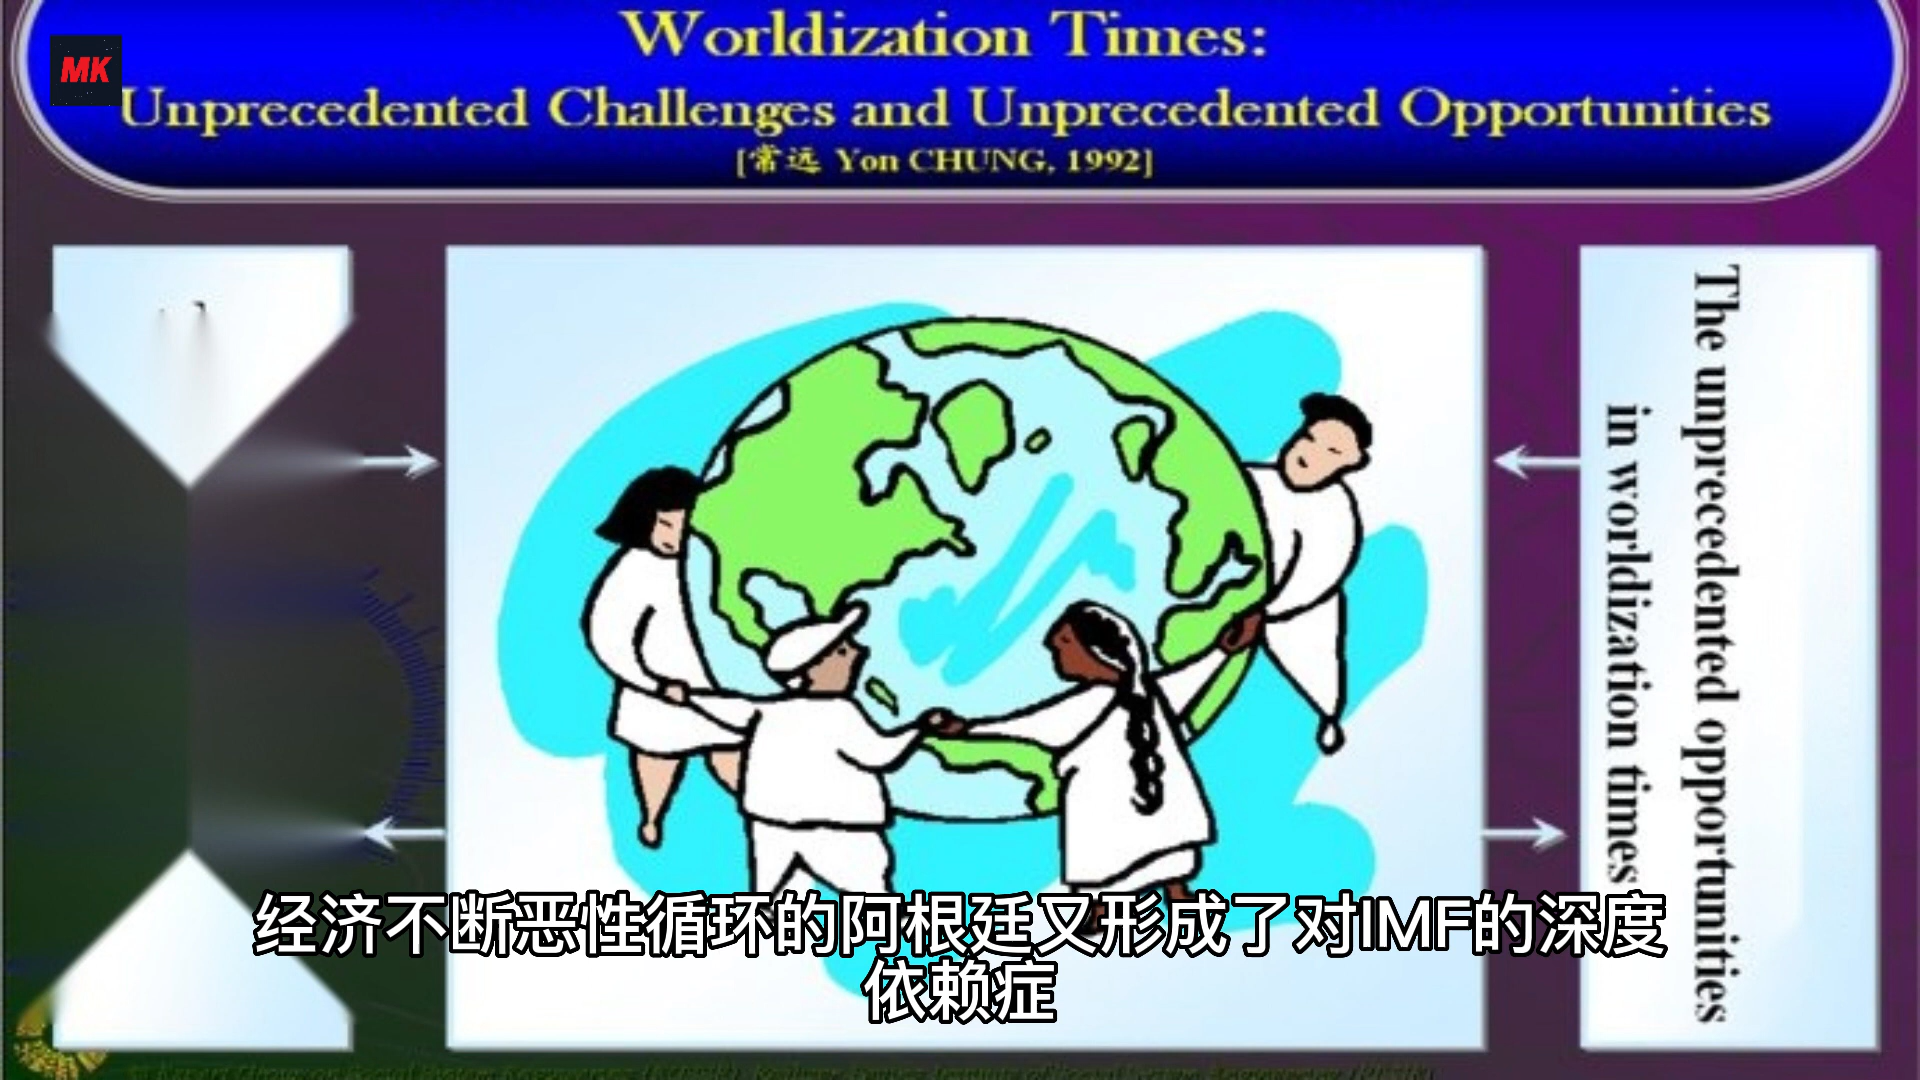 Worldization Times:
MK
Unprecedented Challenges and Unprecedented Opportunities
[常远 Yon CHUNG, 1992]
The unprecedented opportunities
in worldization times
经济不断恶性循环的阿根廷又形成了对IMF的深度
依赖症